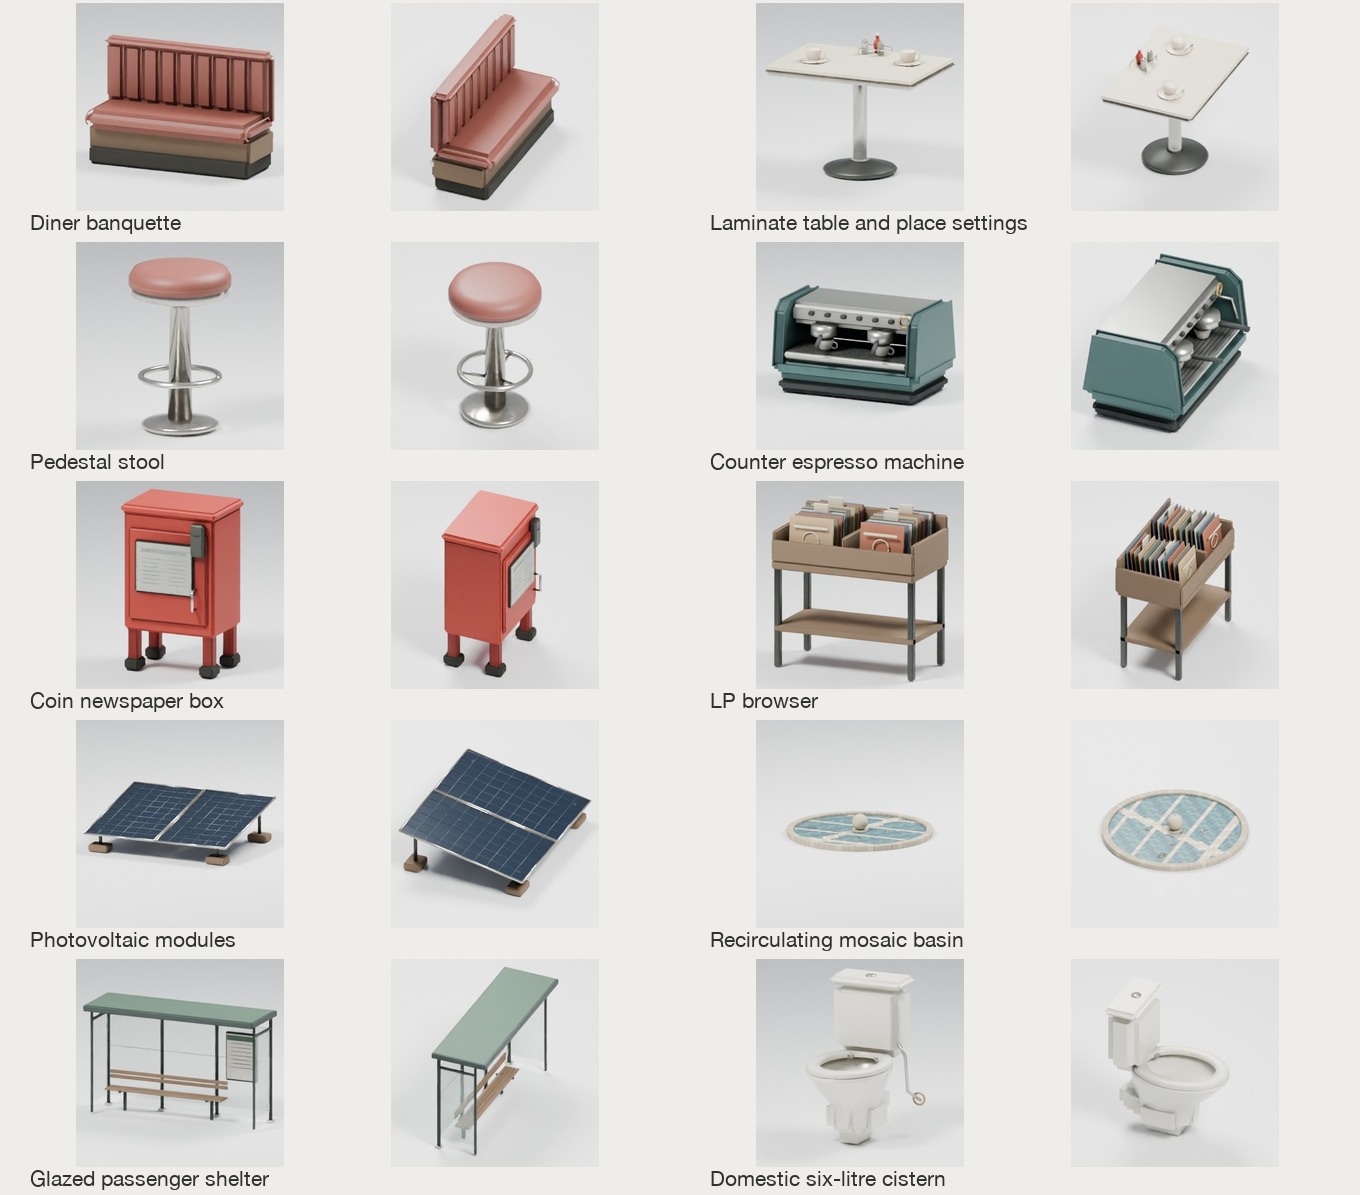 Diner banquette
Laminate table and place settings
Pedestal stool
Counter espresso machine
Coin newspaper box
LP browser
Photovoltaic modules
Recirculating mosaic basin
Glazed passenger shelter
Domestic six-litre cistern